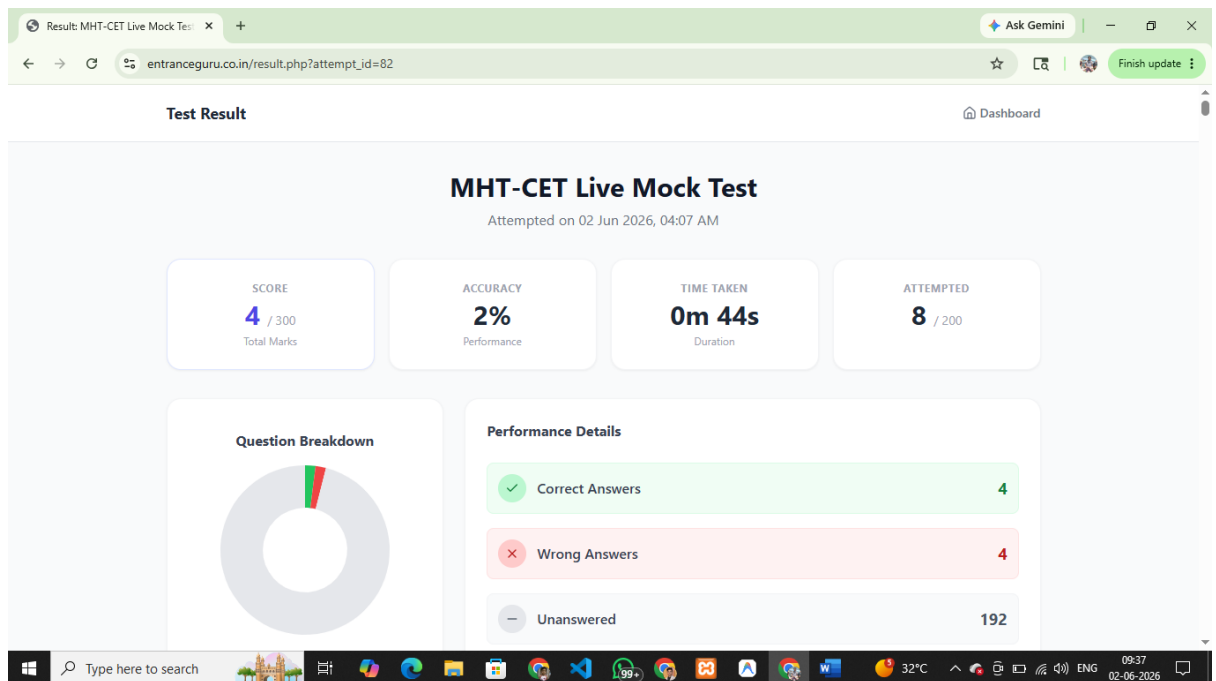 Result: MHT-CET Live Mock Tes
Ask Gemini
entranceguru.co.in/result.php?attempt_id=82
Finish update
Test Result
Dashboard
MHT-CET Live Mock Test
Attempted on 02 Jun 2026, 04:07 AM
SCORE
4 / 300
Total Marks
ACCURACY
2%
Performance
TIME TAKEN
0m 44s
Duration
ATTEMPTED
8 / 200
Question Breakdown
Performance Details
Correct Answers 4
Wrong Answers 4
Unanswered 192
Type here to search
99+
5
32°C
ENG
09:37
02-06-2026